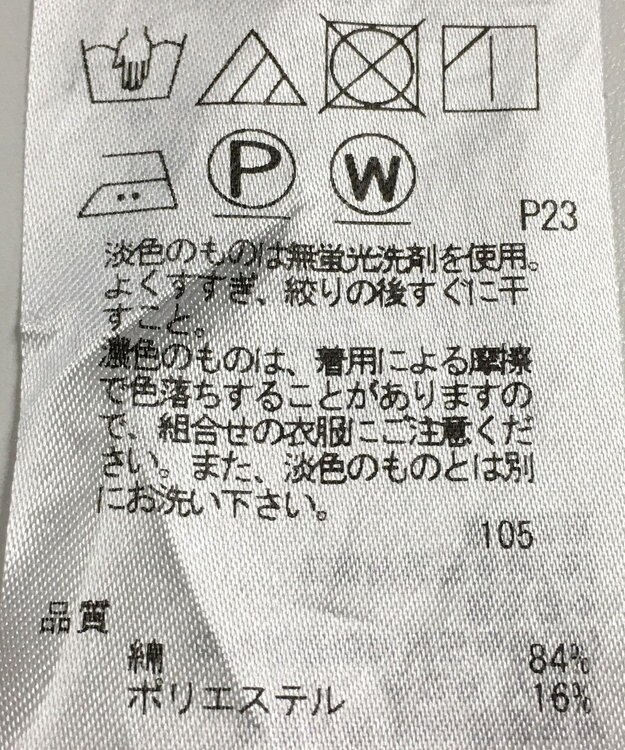 P W
P23
淡色のものは無蛍光洗剤を使用。
よくすすぎ、絞りの後すぐに干
すこと。
濃色のものは、着用による摩擦
で色落ちすることがありますの
で、組合せの衣服にご注意くだ
さい。また、淡色のものとは別
にお洗い下さい。
105
品質
綿 84%
ポリエステル 16%